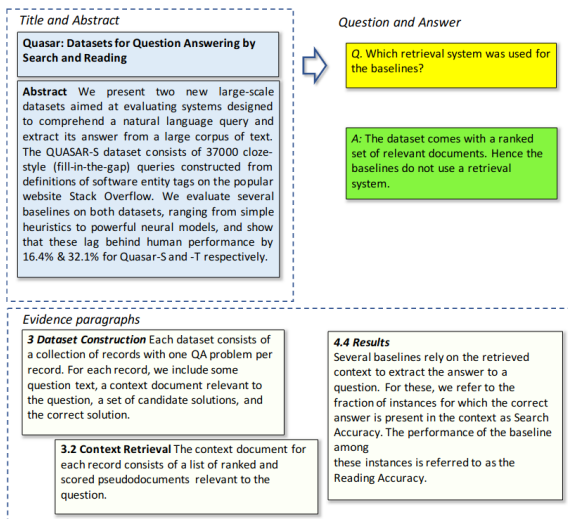 Title and Abstract
Quasar: Datasets for Question Answering by
Search and Reading
Abstract We present two new large-scale
datasets aimed at evaluating systems designed
to comprehend a natural language query and
extract its answer from a large corpus of text.
The QUASAR-S dataset consists of 37000 cloze-
style (fill-in-the-gap) queries constructed from
definitions of software entity tags on the popular
website Stack Overflow. We evaluate several
baselines on both datasets, ranging from simple
heuristics to powerful neural models, and show
that these lag behind human performance by
16.4% & 32.1% for Quasar-S and -T respectively.
Question and Answer
Q. Which retrieval system was used for
the baselines?
A: The dataset comes with a ranked
set of relevant documents. Hence the
baselines do not use a retrieval
system.
Evidence paragraphs
3 Dataset Construction Each dataset consists of
a collection of records with one QA problem per
record. For each record, we include some
question text, a context document relevant to
the question, a set of candidate solutions, and
the correct solution.
3.2 Context Retrieval The context document for
each record consists of a list of ranked and
scored pseudodocuments relevant to the
question.
4.4 Results
Several baselines rely on the retrieved
context to extract the answer to a
question. For these, we refer to the
fraction of instances for which the correct
answer is present in the context as Search
Accuracy. The performance of the baseline
among
these instances is referred to as the
Reading Accuracy.